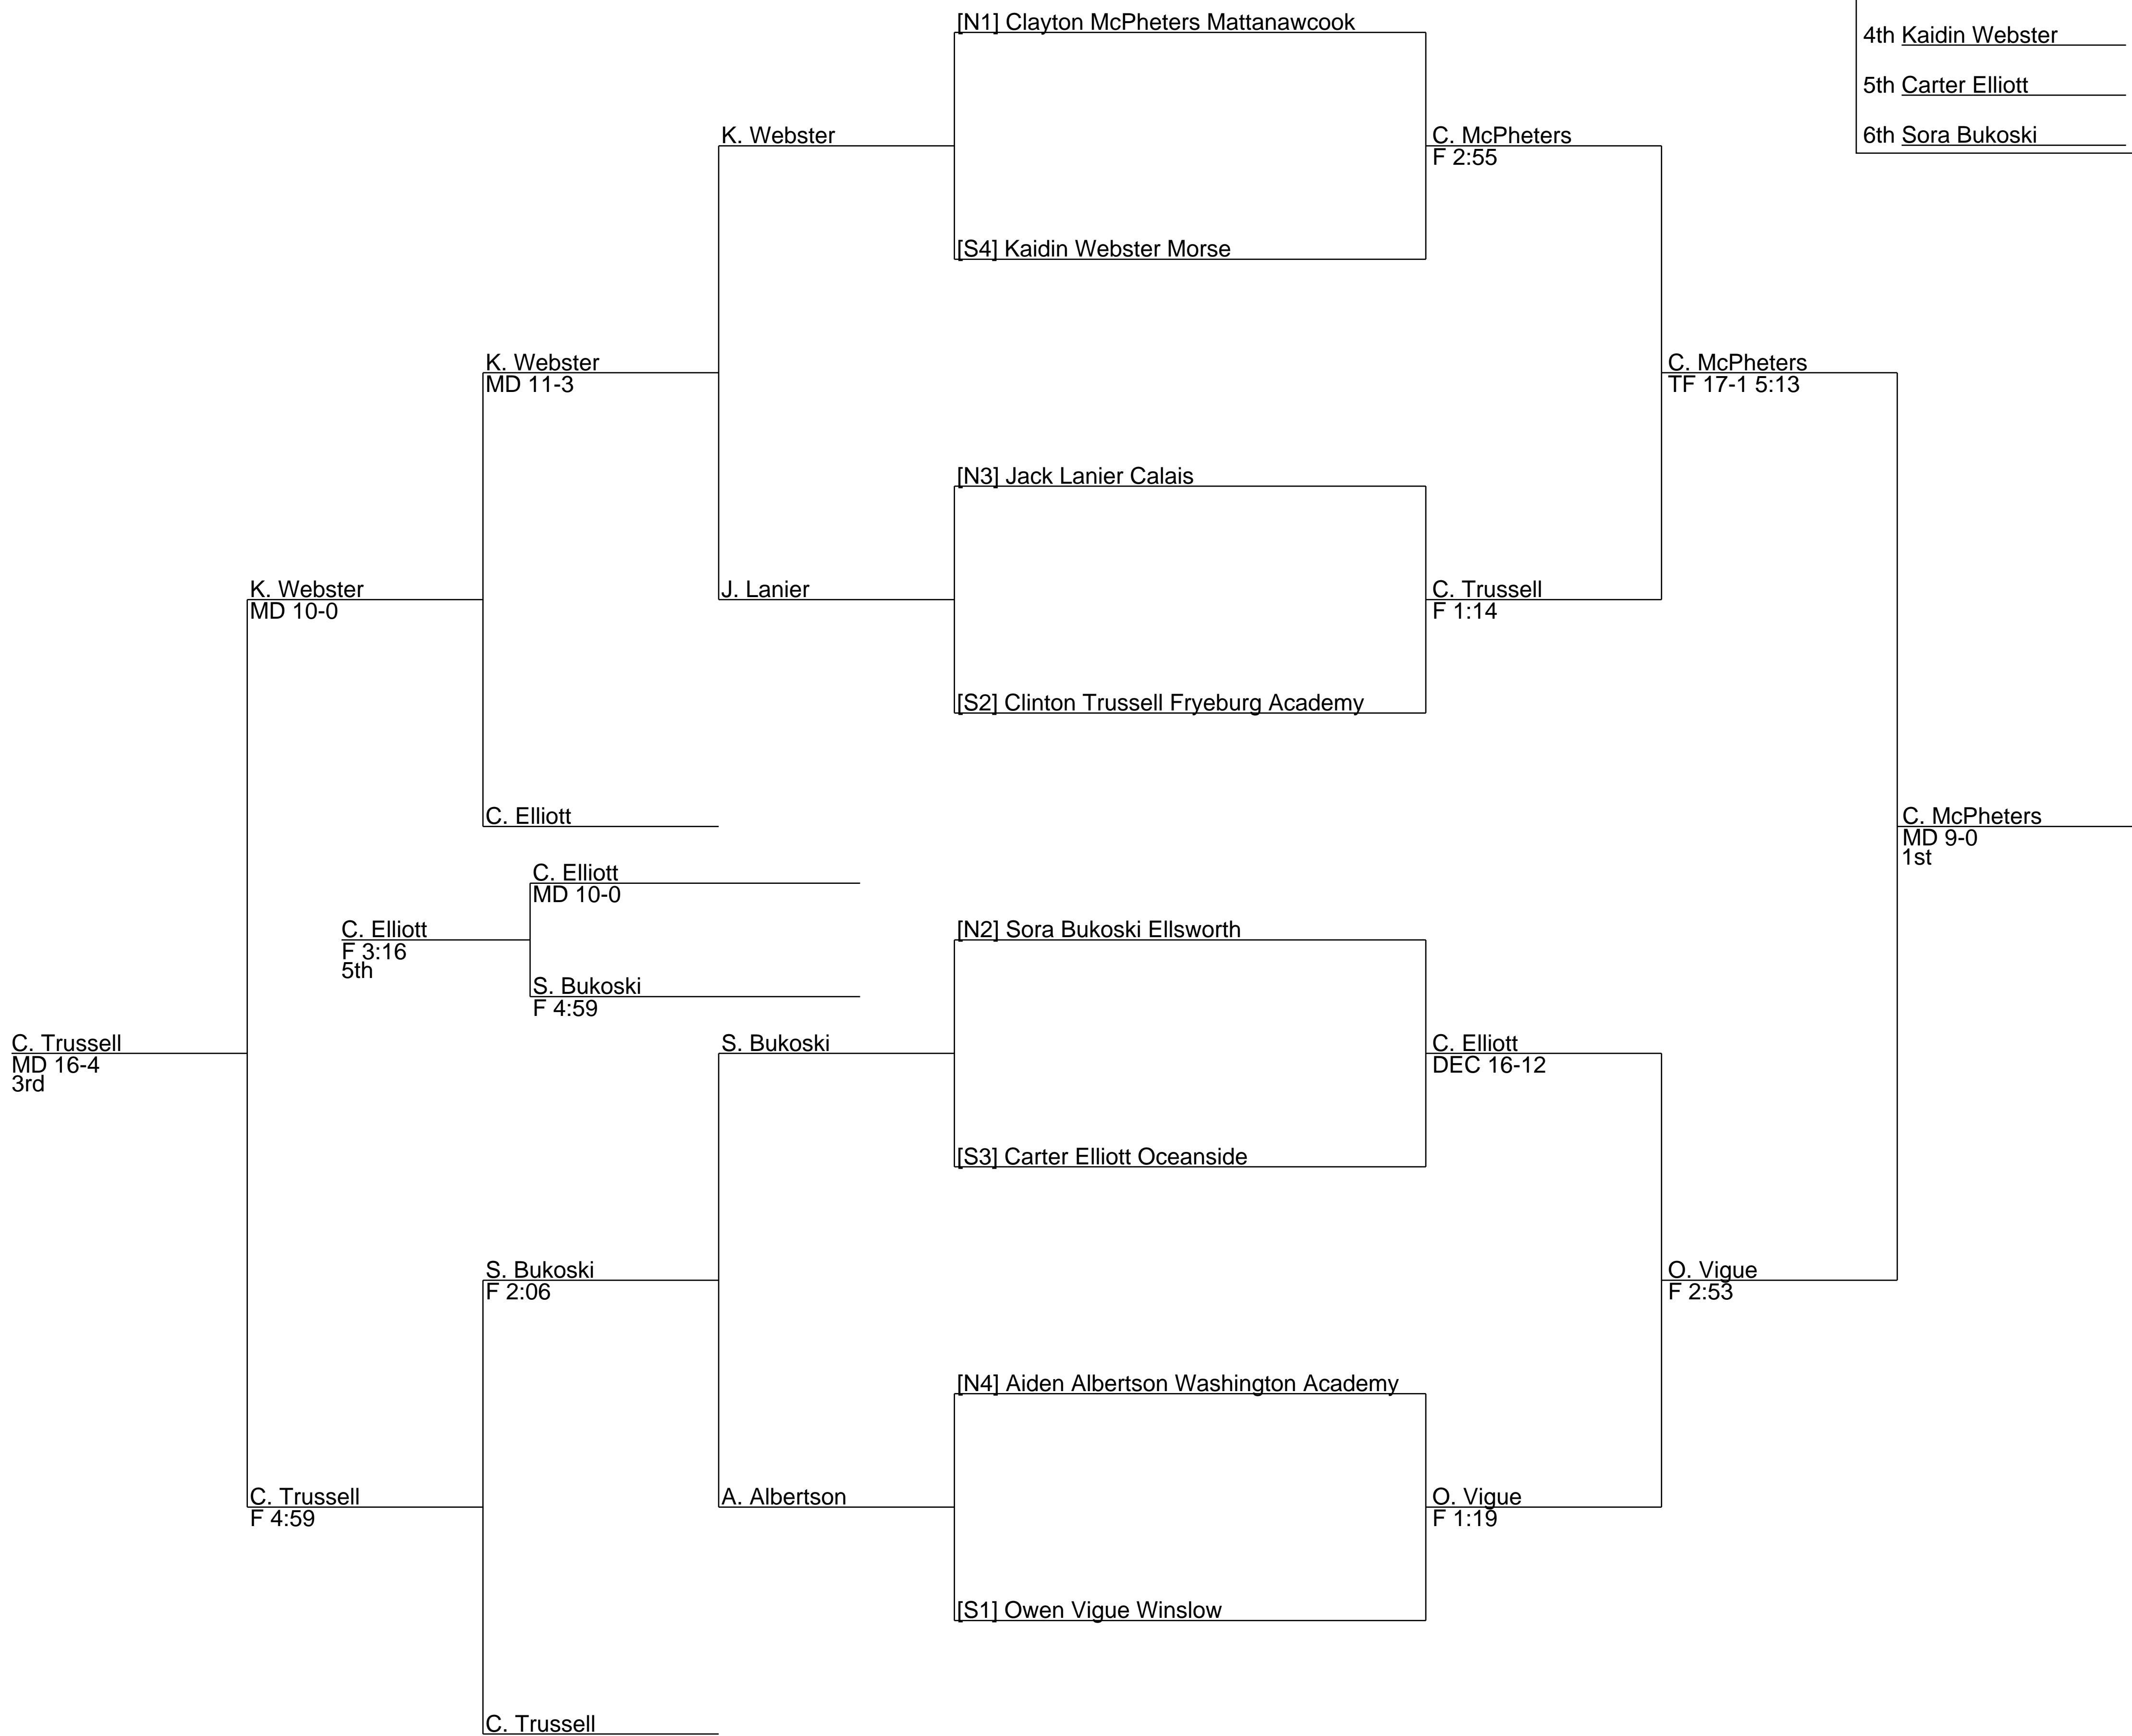 [N1] Clayton McPheters Mattanawcook
4th Kaidin Webster
5th Carter Elliott
6th Sora Bukoski
K. Webster
C. McPheters
F 2:55
[S4] Kaidin Webster Morse
K. Webster
MD 11-3
C. McPheters
TF 17-1 5:13
[N3] Jack Lanier Calais
K. Webster
MD 10-0
J. Lanier
C. Trussell
F 1:14
[S2] Clinton Trussell Fryeburg Academy
C. Elliott
C. McPheters
MD 9-0
1st
C. Elliott
MD 10-0
C. Elliott
F 3:16
5th
[N2] Sora Bukoski Ellsworth
S. Bukoski
F 4:59
C. Trussell
MD 16-4
3rd
S. Bukoski
C. Elliott
DEC 16-12
[S3] Carter Elliott Oceanside
S. Bukoski
F 2:06
O. Vigue
F 2:53
[N4] Aiden Albertson Washington Academy
C. Trussell
F 4:59
A. Albertson
O. Vigue
F 1:19
[S1] Owen Vigue Winslow
C. Trussell